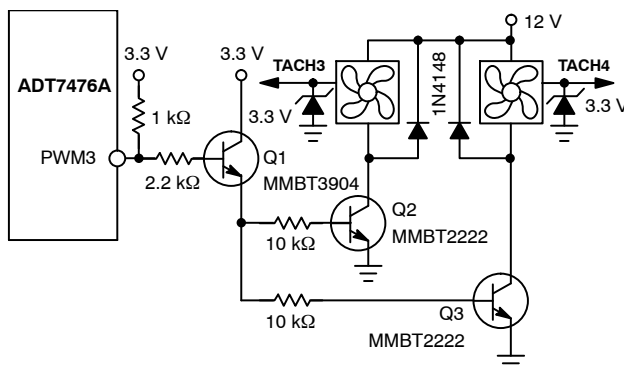 12 V
3.3 V
3.3 V
TACH3
TACH4
ADT7476A
1N4148
3.3 V
3.3 V
1 kΩ
PWM3
Q1
2.2 kΩ
MMBT3904
Q2
10 kΩ
MMBT2222
Q3
10 kΩ
MMBT2222